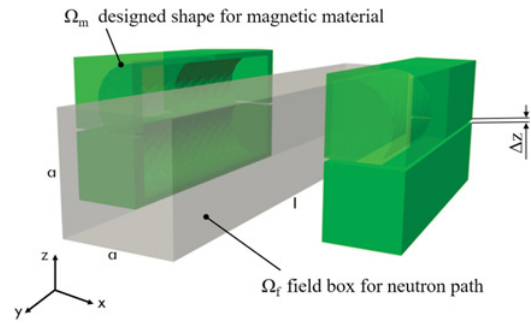 Ωm designed shape for magnetic material
Δz
a
l
a
z
x
y
Ωf field box for neutron path